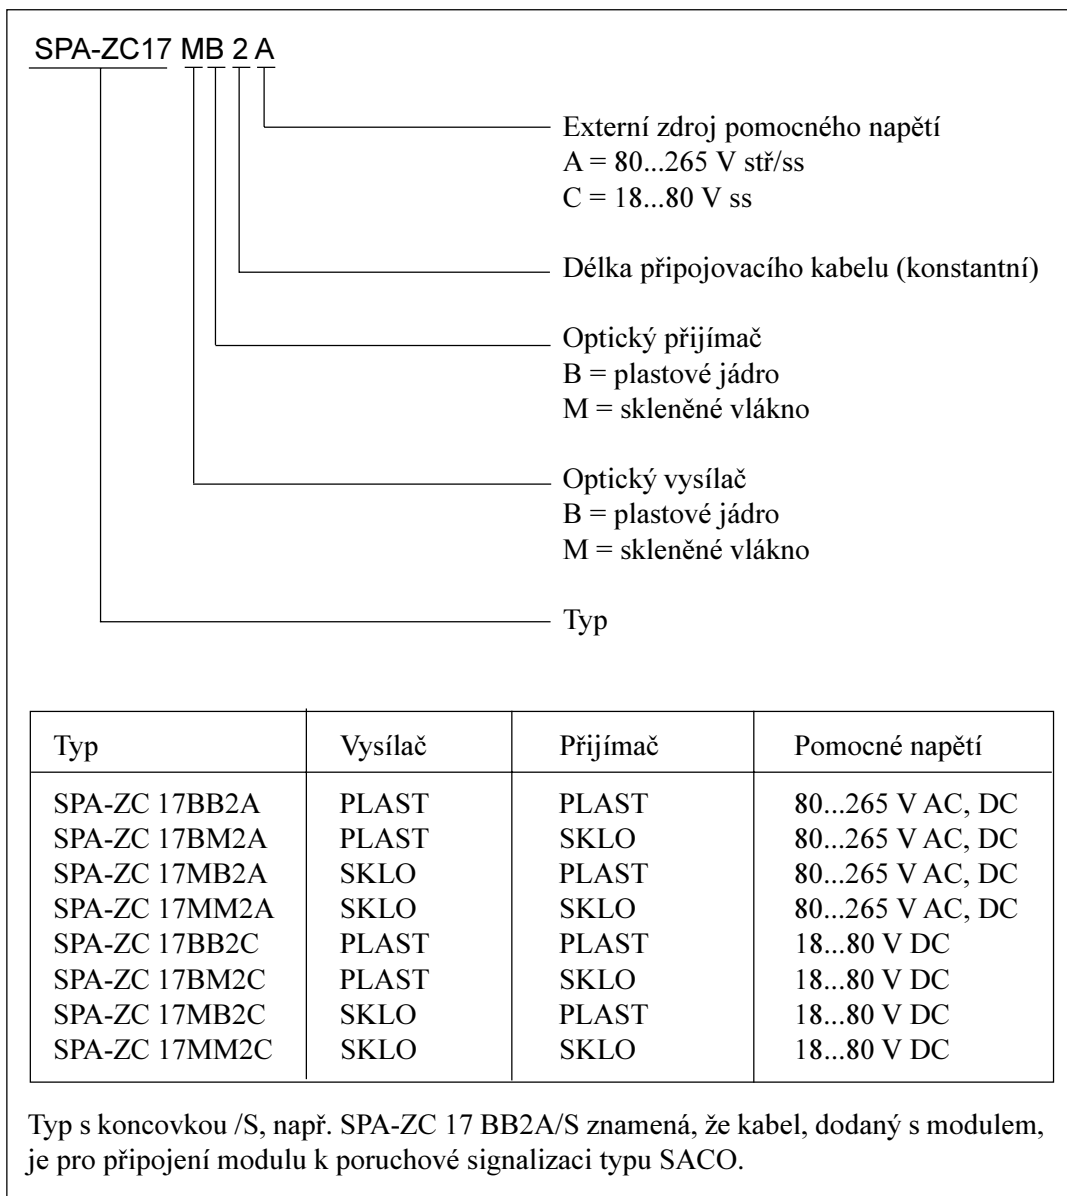 SPA-ZC17 MB 2 A
Externí zdroj pomocného napětí
A = 80...265 V stř/ss
C = 18...80 V ss
Délka připojovacího kabelu (konstantní)
Optický přijímač
B = plastové jádro
M = skleněné vlákno
Optický vysílač
B = plastové jádro
M = skleněné vlákno
Typ
Typ Vysílač Přijímač Pomocné napětí
SPA-ZC 17BB2A PLAST PLAST 80...265 V AC, DC
SPA-ZC 17BM2A PLAST SKLO 80...265 V AC, DC
SPA-ZC 17MB2A SKLO PLAST 80...265 V AC, DC
SPA-ZC 17MM2A SKLO SKLO 80...265 V AC, DC
SPA-ZC 17BB2C PLAST PLAST 18...80 V DC
SPA-ZC 17BM2C PLAST SKLO 18...80 V DC
SPA-ZC 17MB2C SKLO PLAST 18...80 V DC
SPA-ZC 17MM2C SKLO SKLO 18...80 V DC
Typ s koncovkou /S, např. SPA-ZC 17 BB2A/S znamená, že kabel, dodaný s modulem,
je pro připojení modulu k poruchové signalizaci typu SACO.